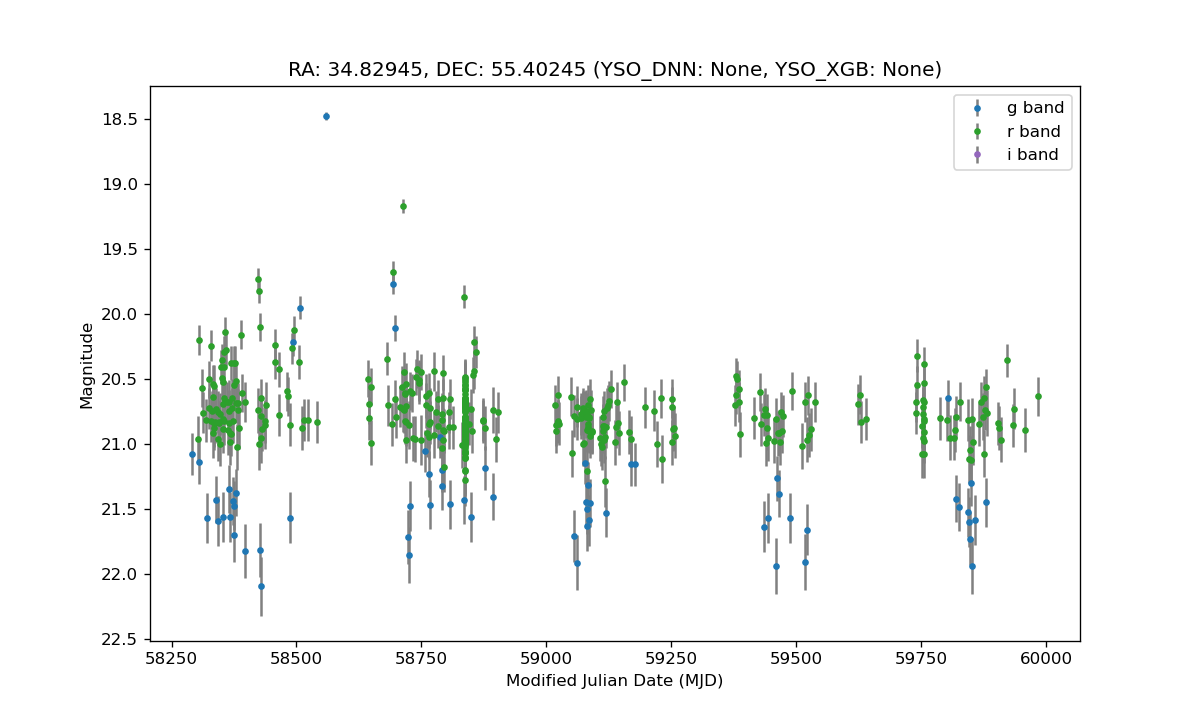 RA: 34.82945, DEC: 55.40245 (YSO_DNN: None, YSO_XGB: None)
g band
r band
i band
18.5
19.0
19.5
20.0
20.5
21.0
21.5
22.0
22.5
Magnitude
58250 58500 58750 59000 59250 59500 59750 60000
Modified Julian Date (MJD)